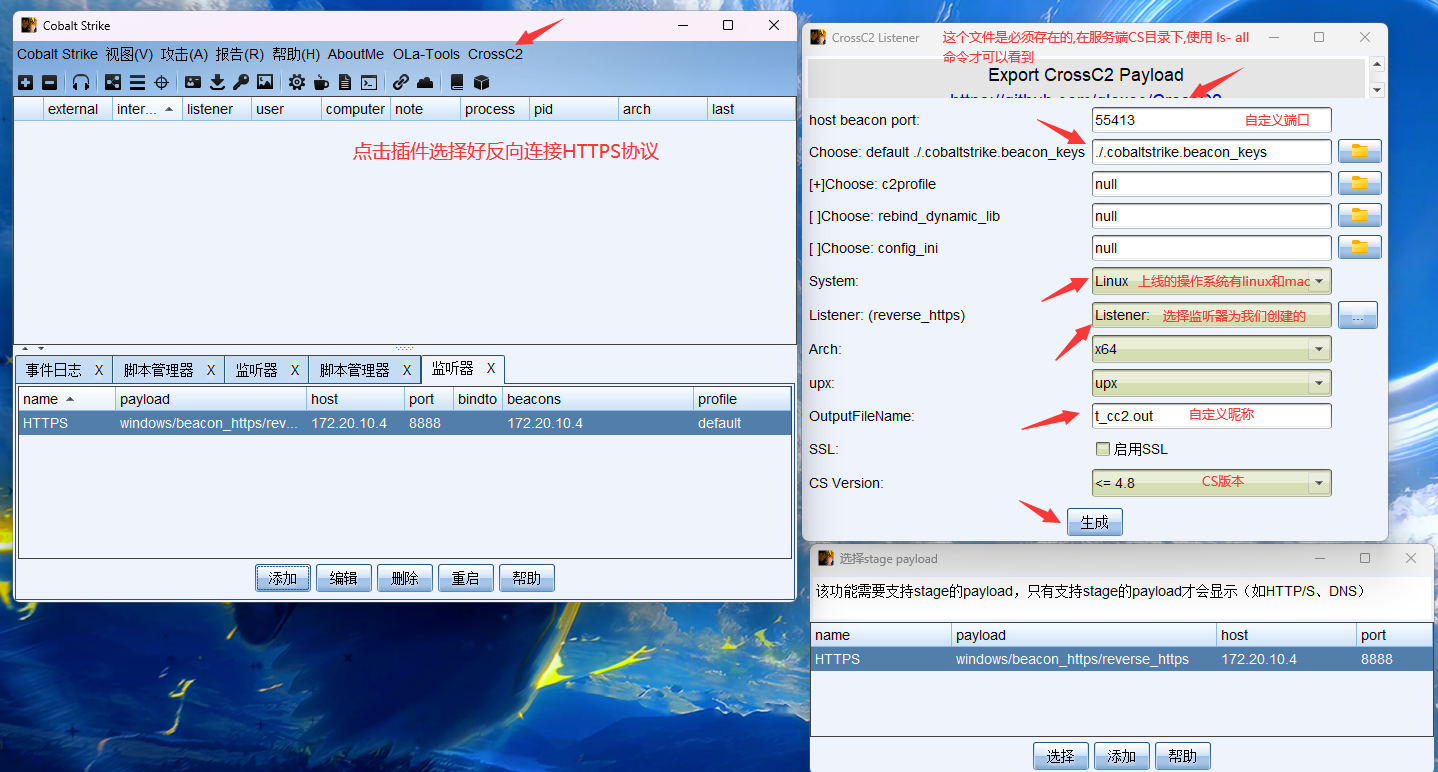 Cobalt Strike
Cobalt Strike 视图(V) 攻击(A) 报告(R) 帮助(H) AboutMe OLa-Tools CrossC2
external inter... listener user computer note process pid arch last
点击插件选择好反向连接HTTPS协议
事件日志 X 脚本管理器 X 监听器 X 脚本管理器 X 监听器 X
name payload host port bindto beacons profile
HTTPS windows/beacon_https/rev... 172.20.10.4 8888 172.20.10.4 default
添加 编辑 删除 重启 帮助
CrossC2 Listener
这个文件是必须存在的,在服务端CS目录下,使用 ls- all
命令才可以看到
Export CrossC2 Payload
host beacon port: 55413 自定义端口
Choose: default ./.cobaltstrike.beacon_keys ./.cobaltstrike.beacon_keys
[+]Choose: c2profile null
[ ]Choose: rebind_dynamic_lib null
[ ]Choose: config_ini null
System: Linux 上线的操作系统有linux和mac
Listener: (reverse_https) Listener: 选择监听器为我们创建的 ...
Arch: x64
upx: upx
OutputFileName: t_cc2.out 自定义昵称
SSL: 启用SSL
CS Version: <= 4.8 CS版本
生成
选择stage payload
该功能需要支持stage的payload，只有支持stage的payload才会显示（如HTTP/S、DNS）
name payload host port
HTTPS windows/beacon_https/reverse_https 172.20.10.4 8888
选择 添加 帮助